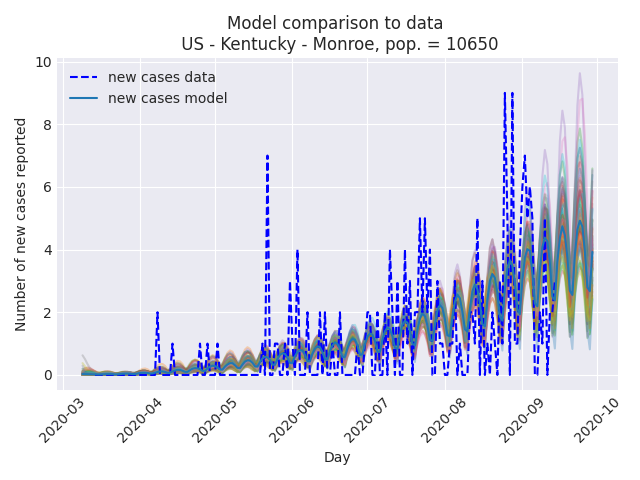 Model comparison to data
US - Kentucky - Monroe, pop. = 10650
new cases data
new cases model
Number of new cases reported
10
8
6
4
2
0
2020-03
2020-04
2020-05
2020-06
2020-07
2020-08
2020-09
2020-10
Day